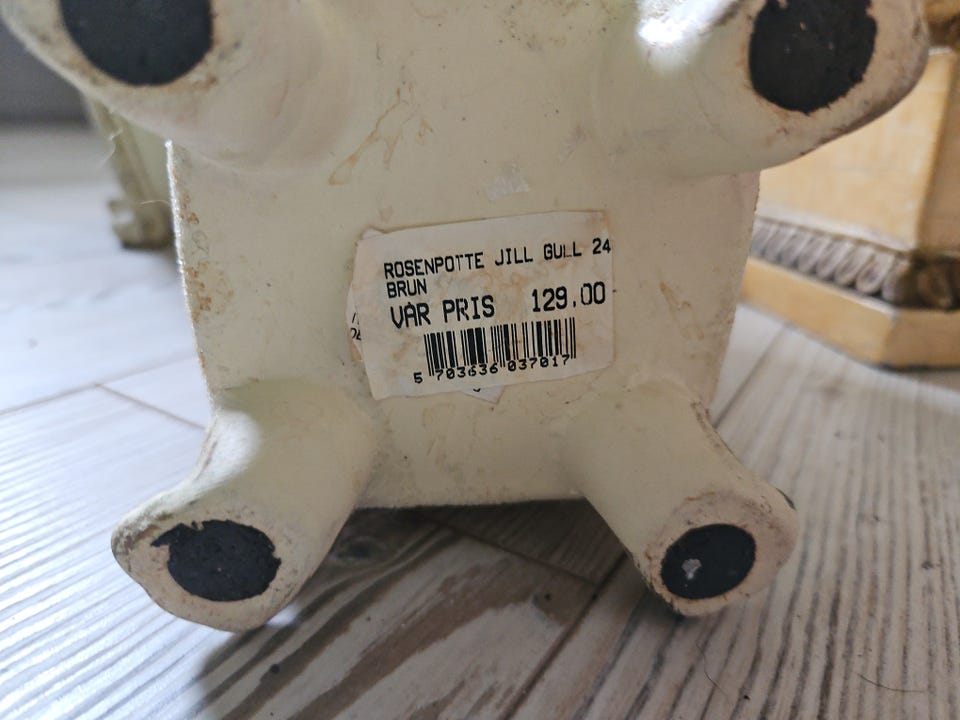 ROSENPOTTE JILL GULL 24
BRUN
VÅR PRIS 129,00
5 703636 037017